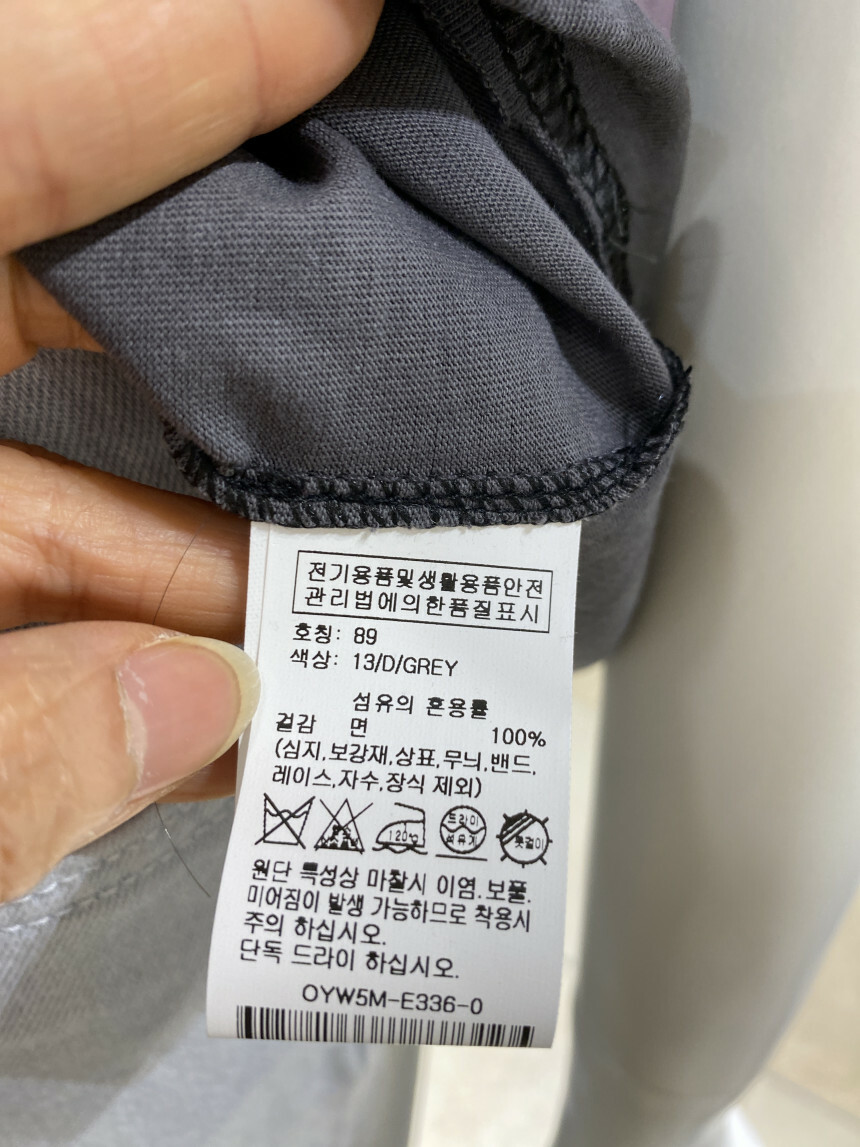 전기용품및생활용품안전
관리법에의한품질표시
호칭: 89
색상: 13/D/GREY
섬유의 혼용률
겉감 면 100%
(심지,보강재,상표,무늬,밴드,
레이스,자수,장식 제외)
120℃ 드라이 석유계 옷걸이
원단 특성상 마찰시 이염.보풀.
미어짐이 발생 가능하므로 착용시
주의 하십시오.
단독 드라이 하십시오.
OYW5M-E336-0